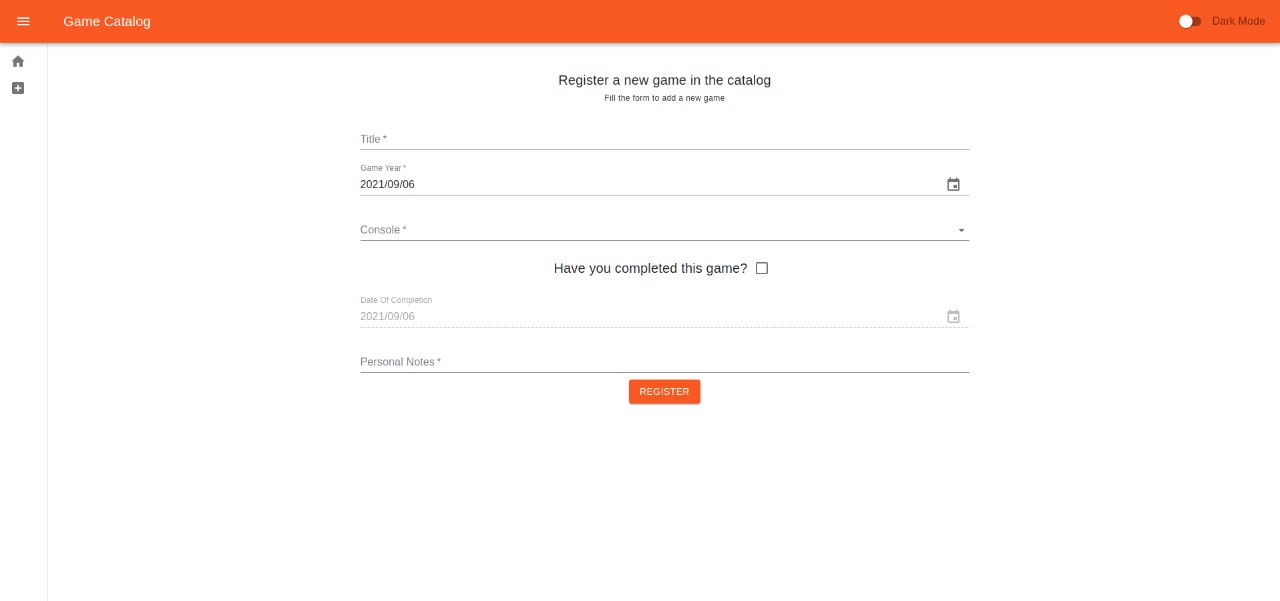 Game Catalog
Dark Mode
Register a new game in the catalog
Fill the form to add a new game
Title *
Game Year *
2021/09/06
Console *
Have you completed this game?
Date Of Completion
2021/09/06
Personal Notes *
REGISTER